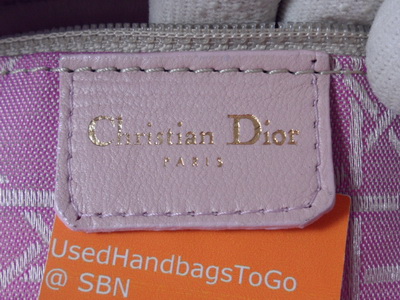 Christian Dior
PARIS
UsedHandbagsToGo
@ SBN